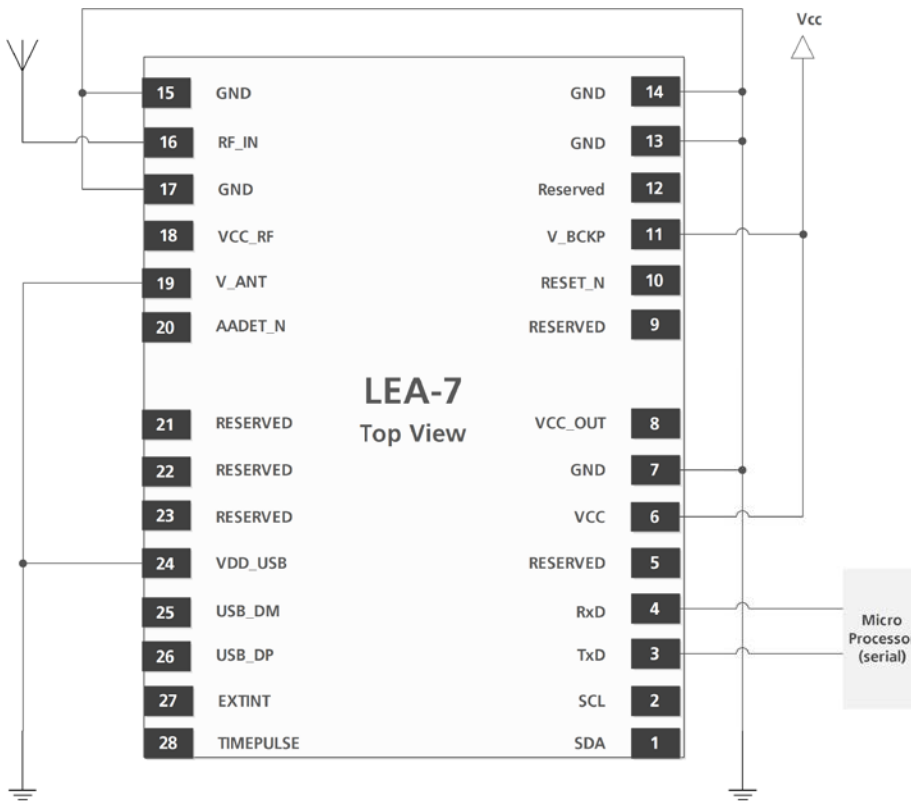 Vcc
15 GND GND 14
16 RF_IN GND 13
17 GND Reserved 12
18 VCC_RF V_BCKP 11
19 V_ANT RESET_N 10
20 AADET_N RESERVED 9
LEA-7
Top View
21 RESERVED VCC_OUT 8
22 RESERVED GND 7
23 RESERVED VCC 6
24 VDD_USB RESERVED 5
25 USB_DM RxD 4
26 USB_DP TxD 3
27 EXTINT SCL 2
28 TIMEPULSE SDA 1
Micro
Processor
(serial)